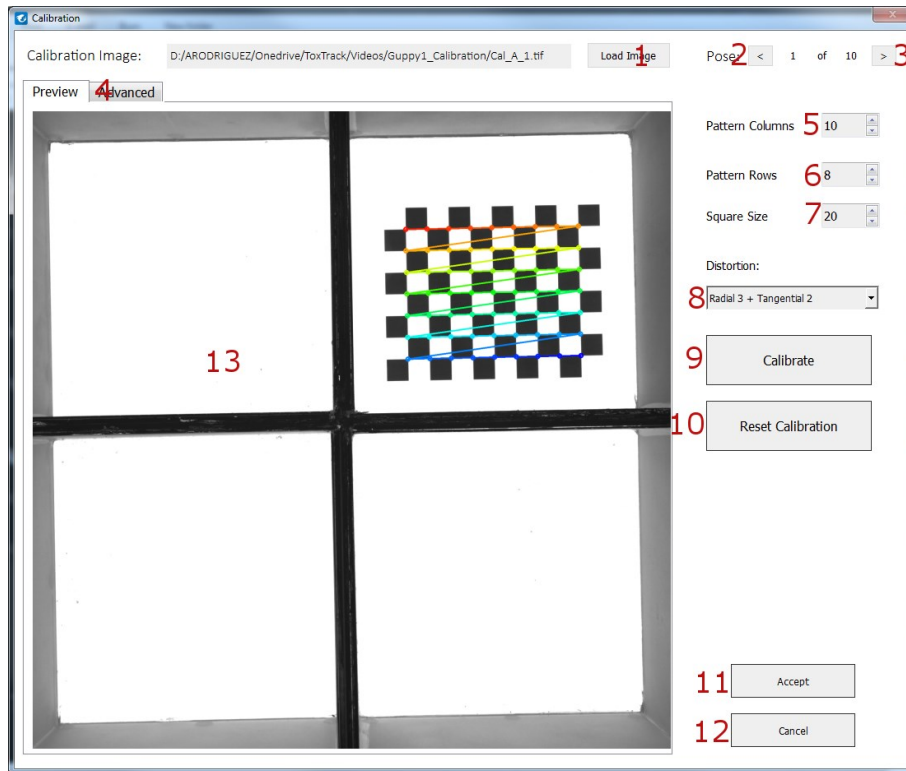 Calibration
Calibration Image: D:/ARODRIGUEZ/Onedrive/ToxTrack/Videos/Guppy1_Calibration/Cal_A_1.tif 1 Load Image Pose: 2 < 1 of 10 > 3
Preview 4 Advanced
Pattern Columns 5 10
Pattern Rows 6 8
Square Size 7 20
Distortion:
8 Radial 3 + Tangential 2
9 Calibrate
13
10 Reset Calibration
11 Accept
12 Cancel